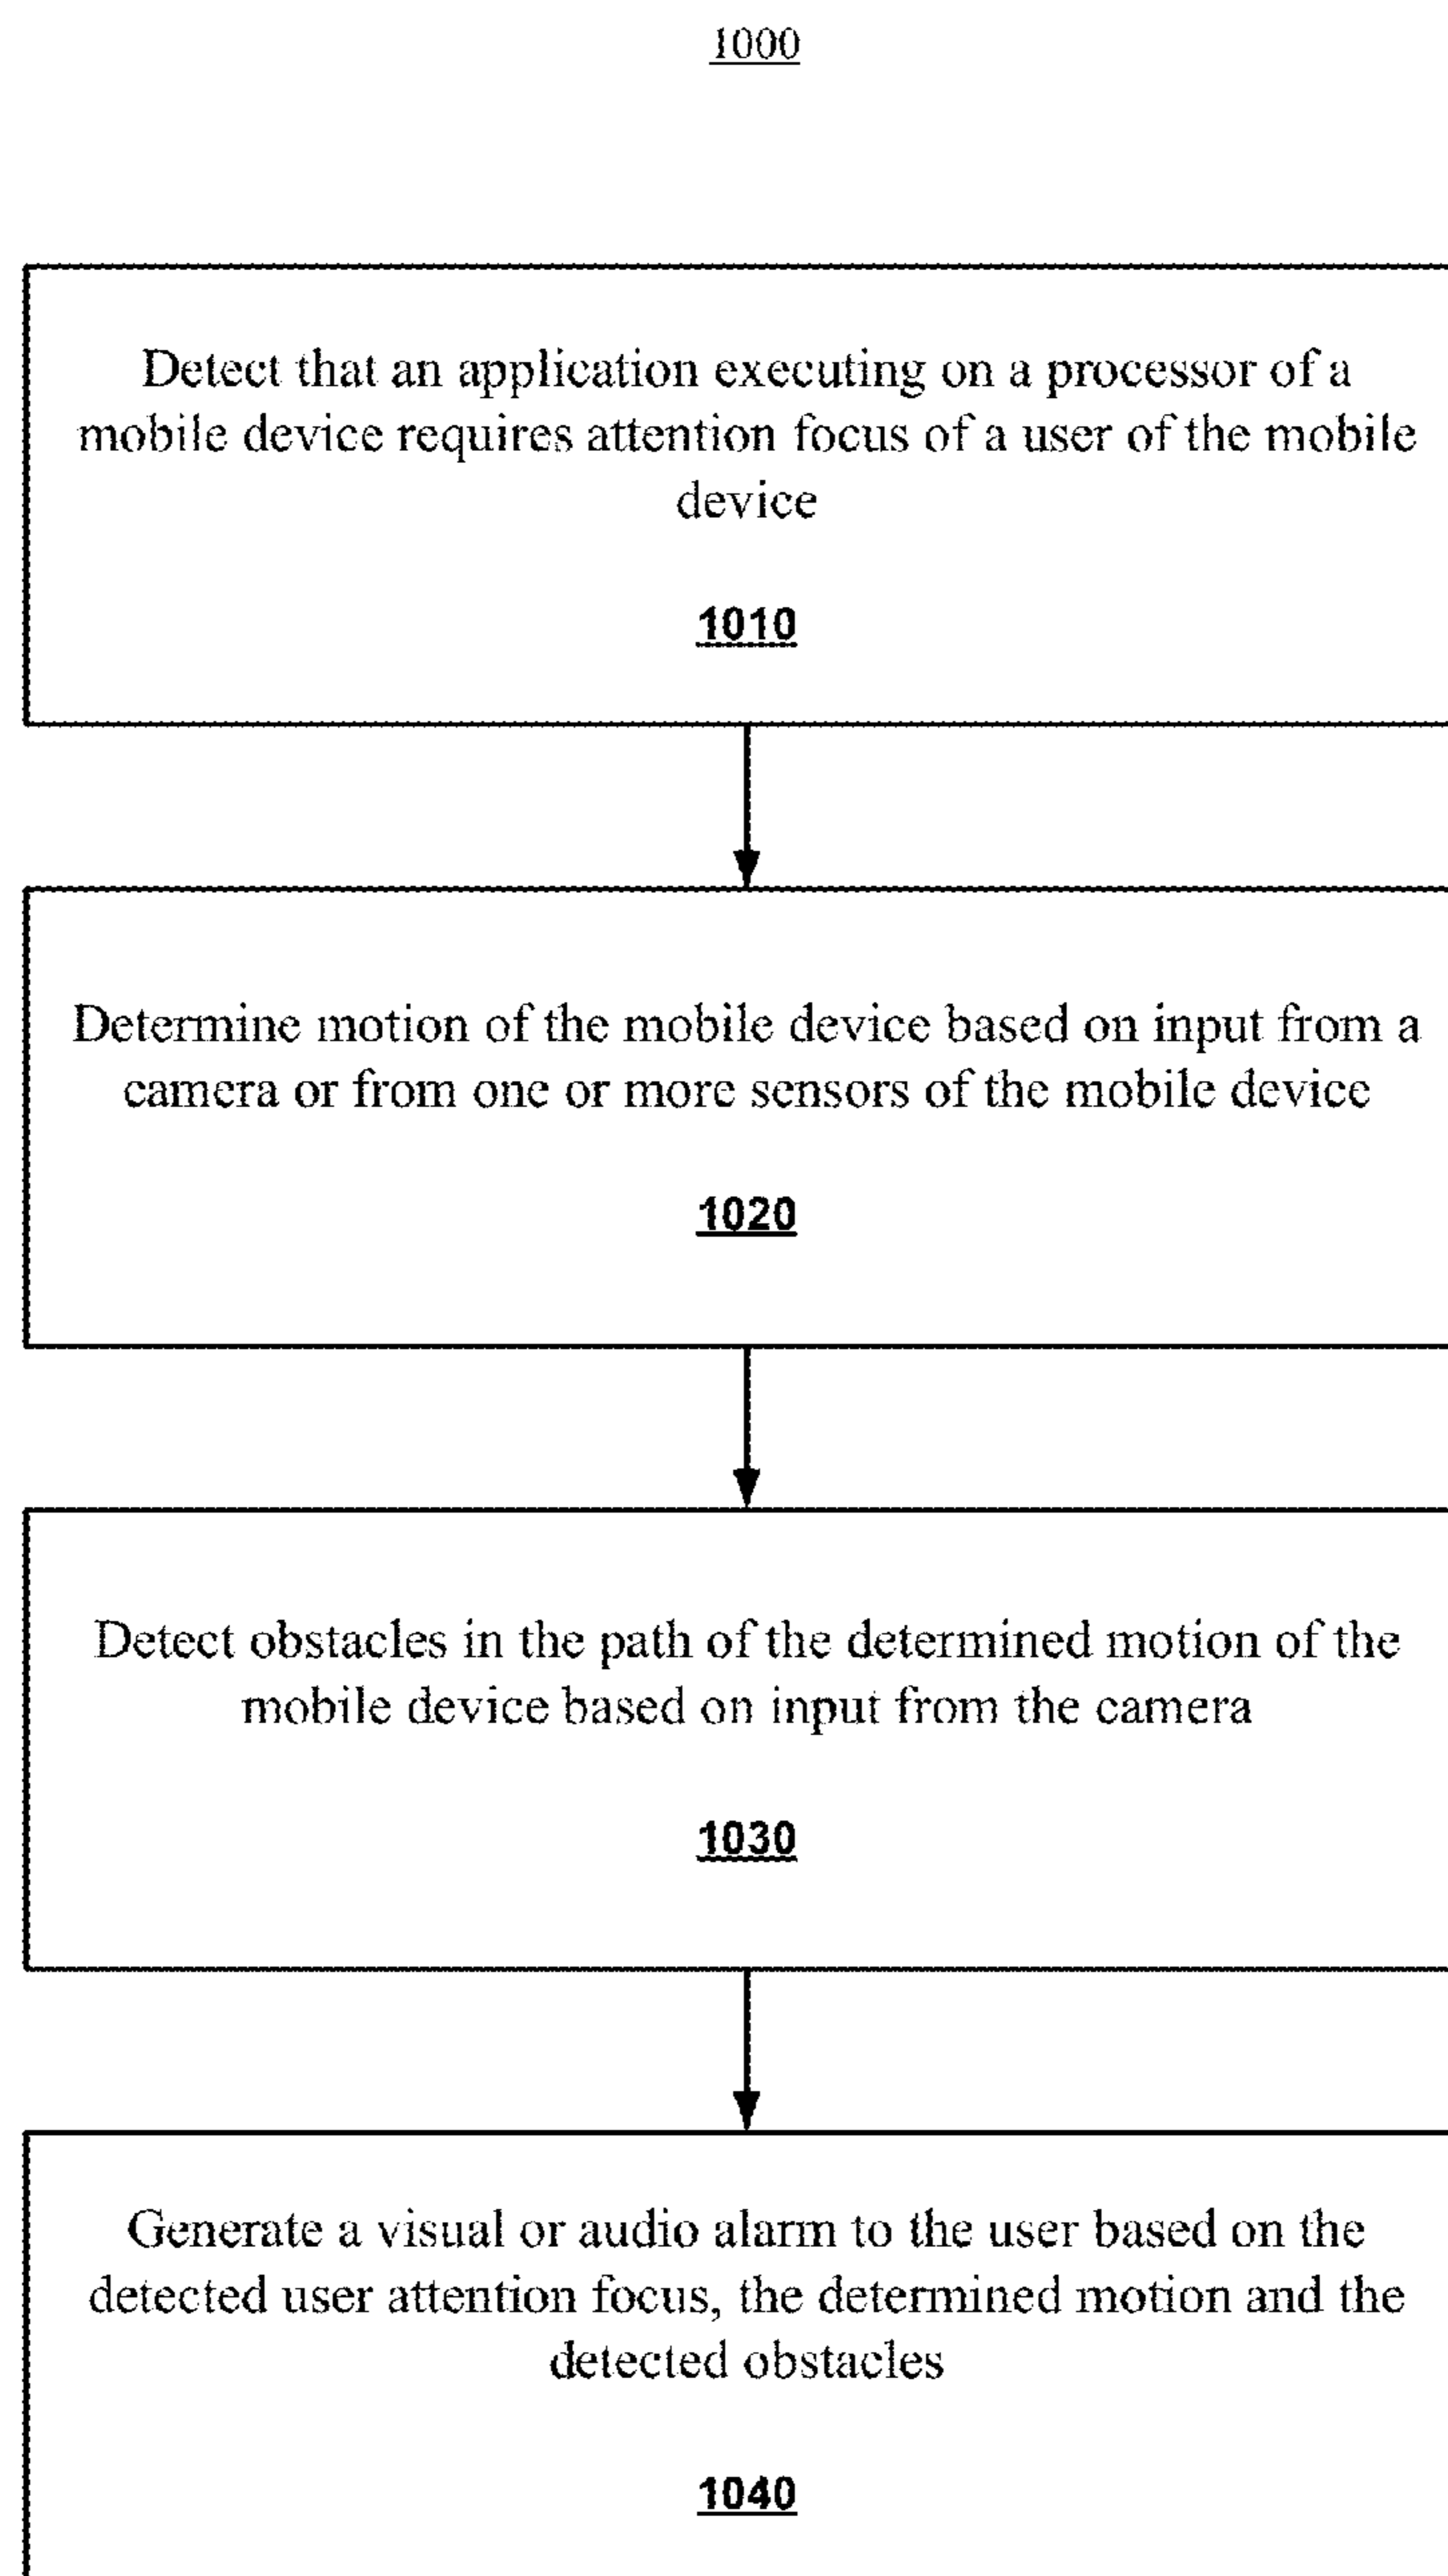 1000
Detect that an application executing on a processor of a
mobile device requires attention focus of a user of the mobile
device
1010
Determine motion of the mobile device based on input from a
camera or from one or more sensors of the mobile device
1020
Detect obstacles in the path of the determined motion of the
mobile device based on input from the camera
1030
Generate a visual or audio alarm to the user based on the
detected user attention focus, the determined motion and the
detected obstacles
1040